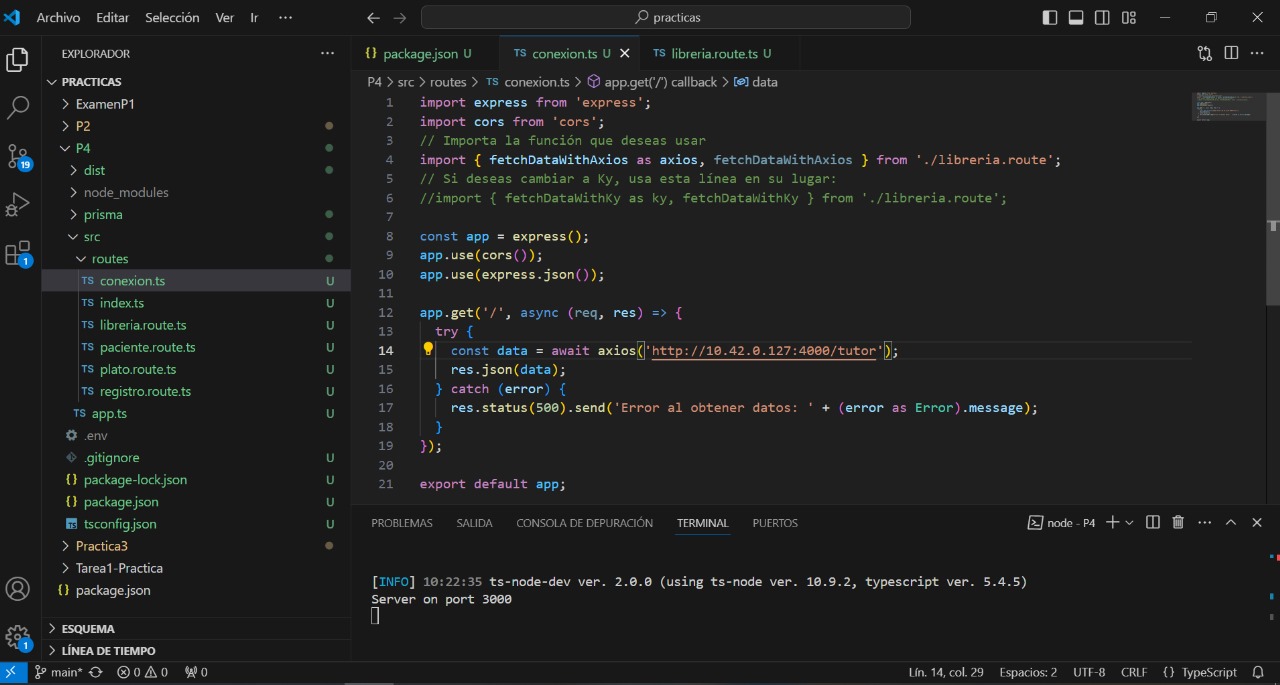 Archivo Editar Selección Ver Ir ··· practicas
EXPLORADOR ···
PRACTICAS
ExamenP1
P2
P4
dist
node_modules
prisma
src
routes
TS conexion.ts U
TS index.ts U
TS libreria.route.ts U
TS paciente.route.ts U
TS plato.route.ts U
TS registro.route.ts U
TS app.ts U
.env
.gitignore U
{} package-lock.json U
{} package.json U
TS tsconfig.json U
Practica3
Tarea1-Practica
{} package.json
ESQUEMA
LÍNEA DE TIEMPO
19
1
1
{} package.json U TS conexion.ts U TS libreria.route.ts U
P4 > src > routes > TS conexion.ts > app.get('/') callback > data
1 import express from 'express';
2 import cors from 'cors';
3 // Importa la función que deseas usar
4 import { fetchDataWithAxios as axios, fetchDataWithAxios } from './libreria.route';
5 // Si deseas cambiar a Ky, usa esta línea en su lugar:
6 //import { fetchDataWithKy as ky, fetchDataWithKy } from './libreria.route';
7
8 const app = express();
9 app.use(cors());
10 app.use(express.json());
11
12 app.get('/', async (req, res) => {
13 try {
14 const data = await axios('http://10.42.0.127:4000/tutor');
15 res.json(data);
16 } catch (error) {
17 res.status(500).send('Error al obtener datos: ' + (error as Error).message);
18 }
19 });
20
21 export default app;
PROBLEMAS SALIDA CONSOLA DE DEPURACIÓN TERMINAL PUERTOS node - P4
[INFO] 10:22:35 ts-node-dev ver. 2.0.0 (using ts-node ver. 10.9.2, typescript ver. 5.4.5)
Server on port 3000
main* 0 0 0 Lín. 14, col. 29 Espacios: 2 UTF-8 CRLF {} TypeScript